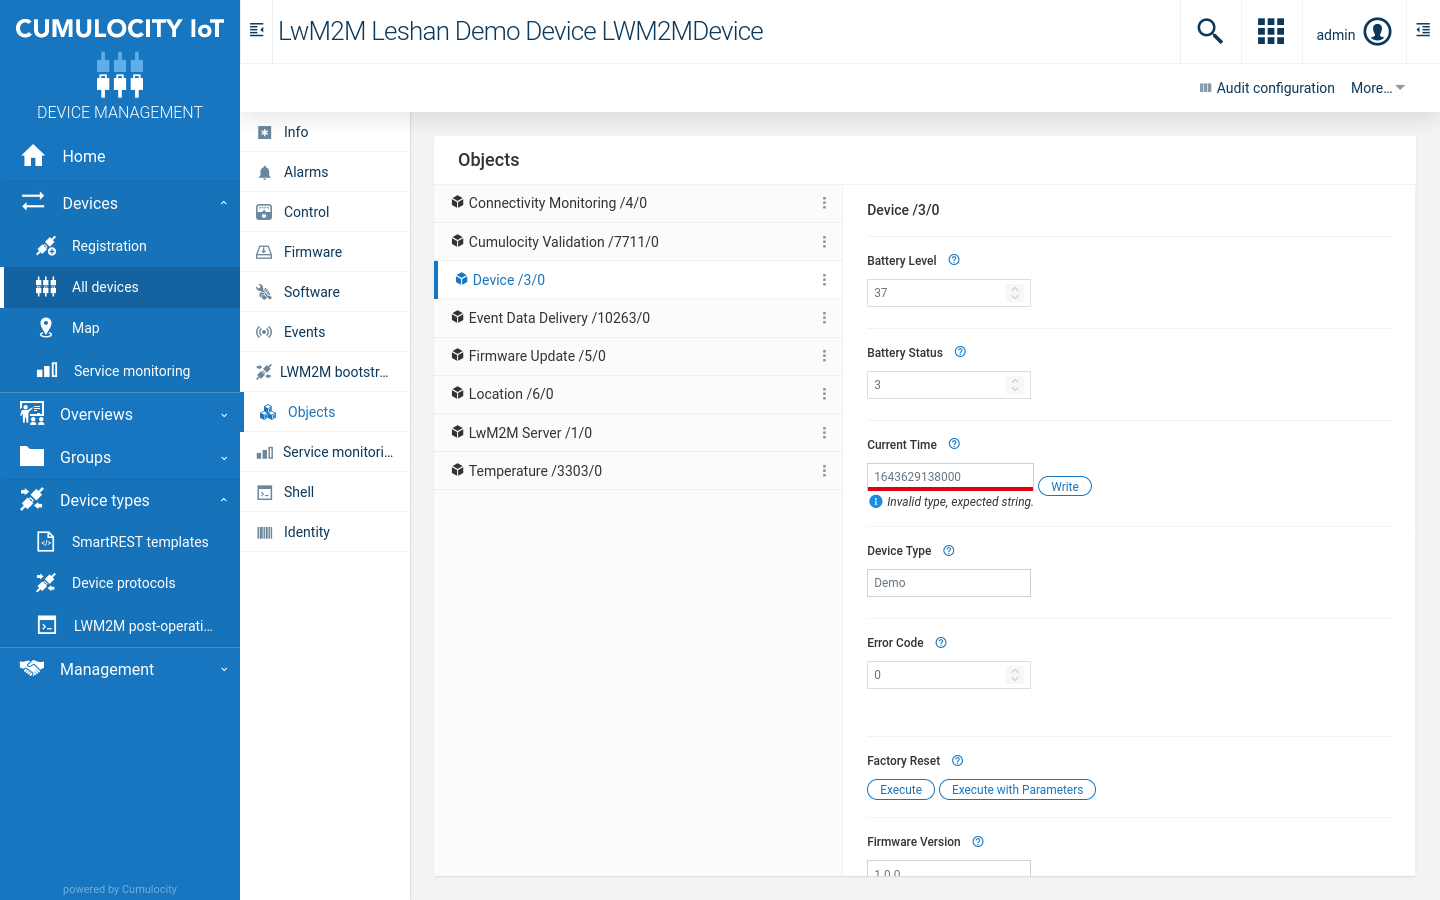 CUMULOCITY IoT
DEVICE MANAGEMENT
Home
Devices
Registration
All devices
Map
Service monitoring
Overviews
Groups
Device types
SmartREST templates
Device protocols
LWM2M post-operati...
Management
powered by Cumulocity
LwM2M Leshan Demo Device LWM2MDevice
admin
Audit configuration
More...
Info
Alarms
Control
Firmware
Software
Events
LWM2M bootstr...
Objects
Service monitori...
Shell
Identity
Objects
Connectivity Monitoring /4/0
Cumulocity Validation /7711/0
Device /3/0
Event Data Delivery /10263/0
Firmware Update /5/0
Location /6/0
LwM2M Server /1/0
Temperature /3303/0
Device /3/0
Battery Level
37
Battery Status
3
Current Time
1643629138000
Write
Invalid type, expected string.
Device Type
Demo
Error Code
0
Factory Reset
Execute
Execute with Parameters
Firmware Version
1.0.0